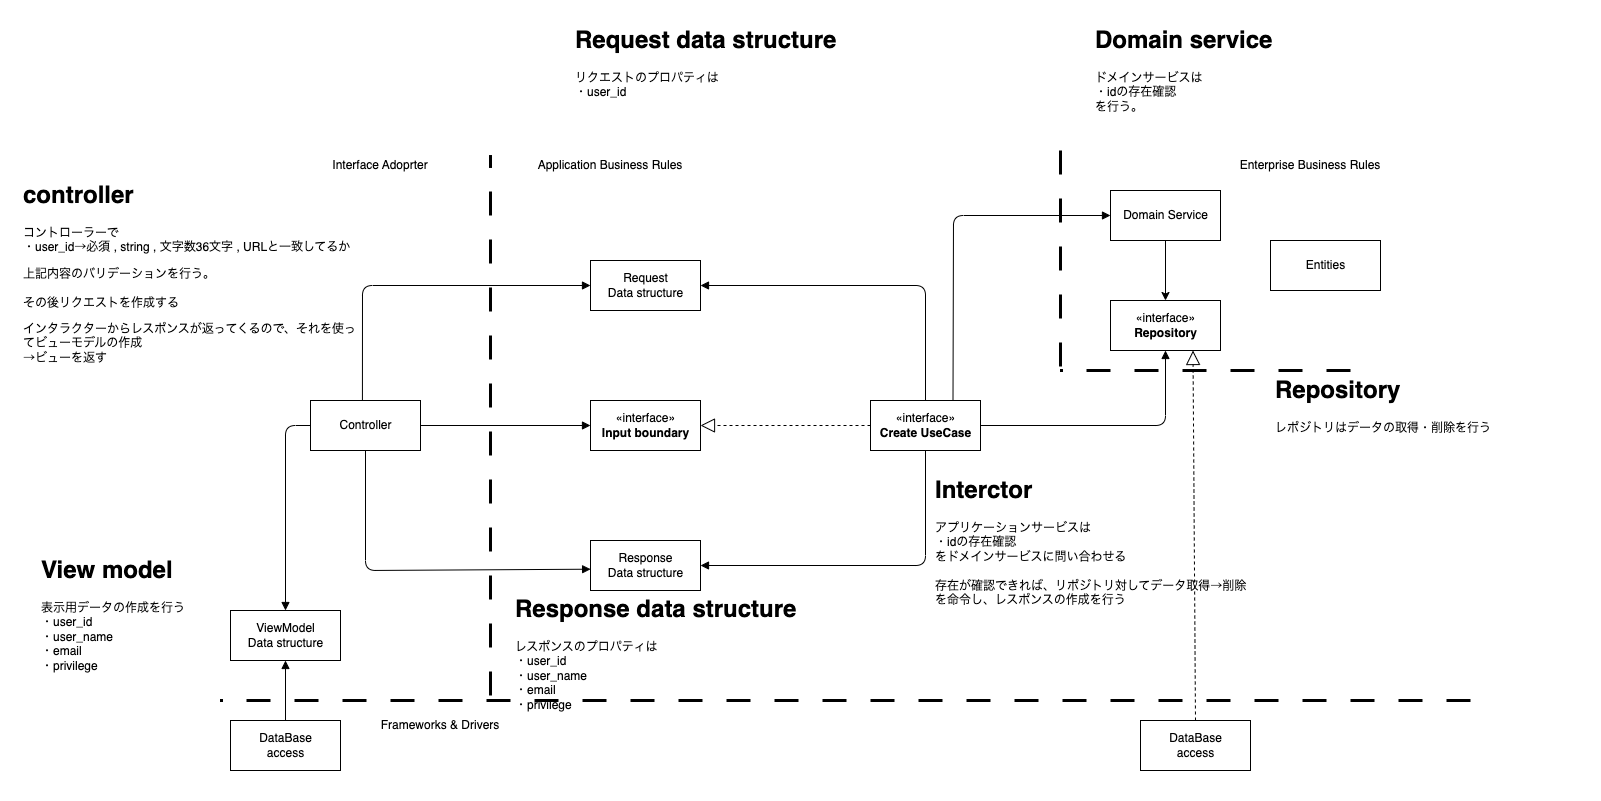 Request data structure
リクエストのプロパティは
・user_id
Domain service
ドメインサービスは
・idの存在確認
を行う。
Interface Adoprter
Application Business Rules
Enterprise Business Rules
controller
コントローラーで
・user_id→必須 , string , 文字数36文字 , URLと一致してるか
上記内容のバリデーションを行う。
その後リクエストを作成する
インタラクターからレスポンスが返ってくるので、それを使っ
てビューモデルの作成
→ビューを返す
Domain Service
Entities
Request
Data structure
«interface»
Repository
Repository
レポジトリはデータの取得・削除を行う
Controller
«interface»
Input boundary
«interface»
Create UseCase
Interctor
アプリケーションサービスは
・idの存在確認
をドメインサービスに問い合わせる
存在が確認できれば、リポジトリ対してデータ取得→削除
を命令し、レスポンスの作成を行う
Response
Data structure
View model
表示用データの作成を行う
・user_id
・user_name
・email
・privilege
ViewModel
Data structure
Response data structure
レスポンスのプロパティは
・user_id
・user_name
・email
・privilege
Frameworks & Drivers
DataBase
access
DataBase
access